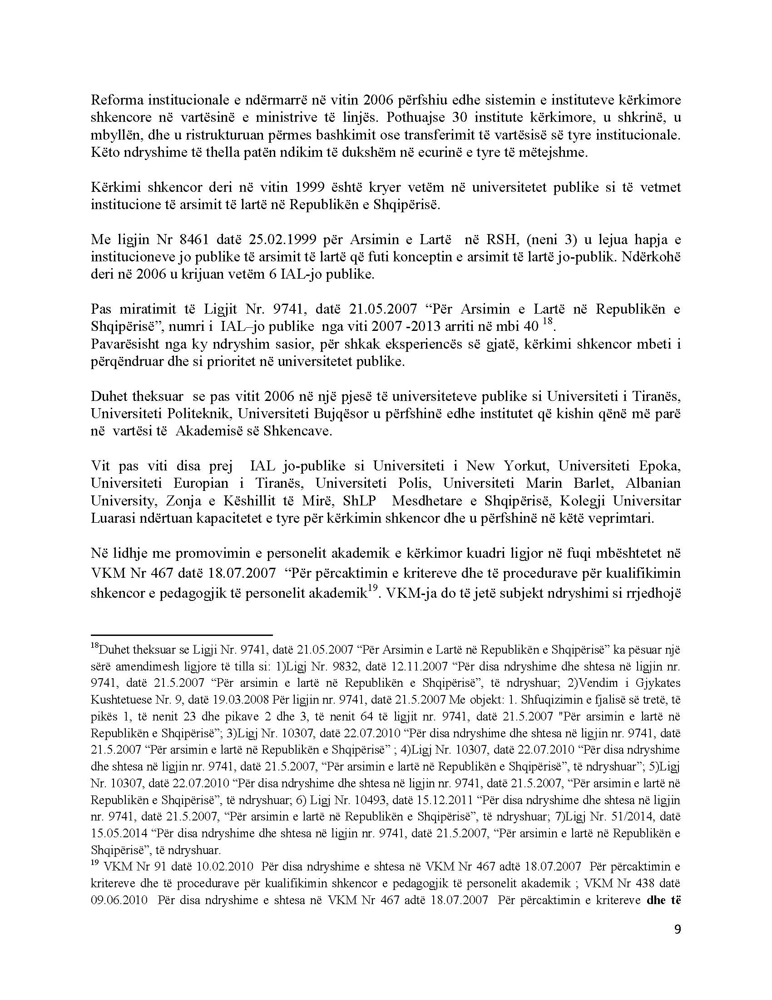 Reforma institucionale e ndërmarrë në vitin 2006 përfshiu edhe sistemin e instituteve kërkimore
shkencore në vartësinë e ministrive të linjës. Pothuajse 30 institute kërkimore, u shkrinë, u
mbyllën, dhe u ristrukturuan përmes bashkimit ose transferimit të vartësisë së tyre institucionale.
Këto ndryshime të thella patën ndikim të dukshëm në ecurinë e tyre të mëtejshme.
Kërkimi shkencor deri në vitin 1999 është kryer vetëm në universitetet publike si të vetmet
institucione të arsimit të lartë në Republikën e Shqipërisë.
Me ligjin Nr 8461 datë 25.02.1999 për Arsimin e Lartë në RSH, (neni 3) u lejua hapja e
institucioneve jo publike të arsimit të lartë që futi konceptin e arsimit të lartë jo-publik. Ndërkohë
deri në 2006 u krijuan vetëm 6 IAL-jo publike.
Pas miratimit të Ligjit Nr. 9741, datë 21.05.2007 “Për Arsimin e Lartë në Republikën e
Shqipërisë”, numri i IAL–jo publike nga viti 2007 -2013 arriti në mbi 40 18.
Pavarësisht nga ky ndryshim sasior, për shkak eksperiencës së gjatë, kërkimi shkencor mbeti i
përqëndruar dhe si prioritet në universitetet publike.
Duhet theksuar se pas vitit 2006 në një pjesë të universiteteve publike si Universiteti i Tiranës,
Universiteti Politeknik, Universiteti Bujqësor u përfshinë edhe institutet që kishin qënë më parë
në vartësi të Akademisë së Shkencave.
Vit pas viti disa prej IAL jo-publike si Universiteti i New Yorkut, Universiteti Epoka,
Universiteti Europian i Tiranës, Universiteti Polis, Universiteti Marin Barlet, Albanian
University, Zonja e Këshillit të Mirë, ShLP Mesdhetare e Shqipërisë, Kolegji Universitar
Luarasi ndërtuan kapacitetet e tyre për kërkimin shkencor dhe u përfshinë në këtë veprimtari.
Në lidhje me promovimin e personelit akademik e kërkimor kuadri ligjor në fuqi mbështetet në
VKM Nr 467 datë 18.07.2007 “Për përcaktimin e kritereve dhe të procedurave për kualifikimin
shkencor e pedagogjik të personelit akademik19. VKM-ja do të jetë subjekt ndryshimi si rrjedhojë
18Duhet theksuar se Ligji Nr. 9741, datë 21.05.2007 “Për Arsimin e Lartë në Republikën e Shqipërisë” ka pësuar një
sërë amendimesh ligjore të tilla si: 1)Ligj Nr. 9832, datë 12.11.2007 “Për disa ndryshime dhe shtesa në ligjin nr.
9741, datë 21.5.2007 “Për arsimin e lartë në Republikën e Shqipërisë”, të ndryshuar; 2)Vendim i Gjykates
Kushtetuese Nr. 9, datë 19.03.2008 Për ligjin nr. 9741, datë 21.5.2007 Me objekt: 1. Shfuqizimin e fjalisë së tretë, të
pikës 1, të nenit 23 dhe pikave 2 dhe 3, të nenit 64 të ligjit nr. 9741, datë 21.5.2007 "Për arsimin e lartë në
Republikën e Shqipërisë”; 3)Ligj Nr. 10307, datë 22.07.2010 “Për disa ndryshime dhe shtesa në ligjin nr. 9741, datë
21.5.2007 “Për arsimin e lartë në Republikën e Shqipërisë” ; 4)Ligj Nr. 10307, datë 22.07.2010 “Për disa ndryshime
dhe shtesa në ligjin nr. 9741, datë 21.5.2007, “Për arsimin e lartë në Republikën e Shqipërisë”, të ndryshuar”; 5)Ligj
Nr. 10307, datë 22.07.2010 “Për disa ndryshime dhe shtesa në ligjin nr. 9741, datë 21.5.2007, “Për arsimin e lartë në
Republikën e Shqipërisë”, të ndryshuar; 6) Ligj Nr. 10493, datë 15.12.2011 “Për disa ndryshime dhe shtesa në ligjin
nr. 9741, datë 21.5.2007, “Për arsimin e lartë në Republikën e Shqipërisë”, të ndryshuar; 7)Ligj Nr. 51/2014, datë
15.05.2014 “Për disa ndryshime dhe shtesa në ligjin nr. 9741, datë 21.5.2007, “Për arsimin e lartë në Republikën e
Shqipërisë”, të ndryshuar.
19 VKM Nr 91 datë 10.02.2010 Për disa ndryshime e shtesa në VKM Nr 467 adtë 18.07.2007 Për përcaktimin e
kritereve dhe të procedurave për kualifikimin shkencor e pedagogjik të personelit akademik ; VKM Nr 438 datë
09.06.2010 Për disa ndryshime e shtesa në VKM Nr 467 adtë 18.07.2007 Për përcaktimin e kritereve dhe të
9